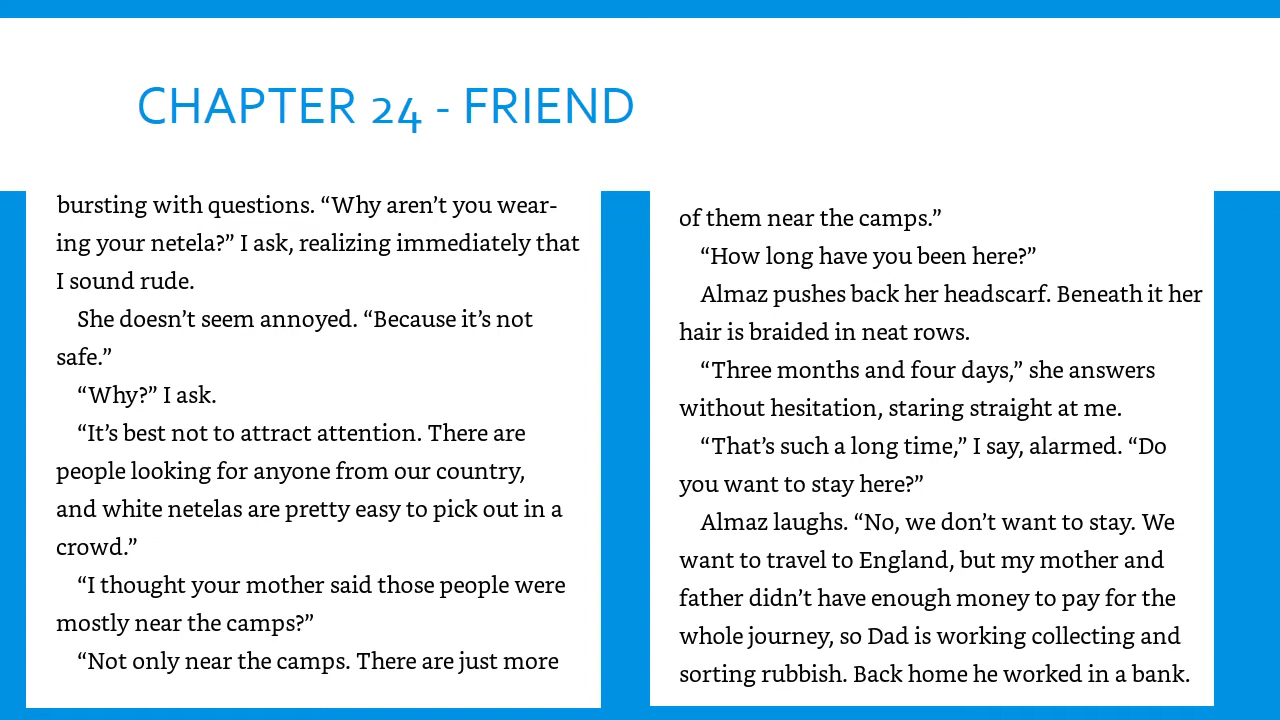 CHAPTER 24 - FRIEND
bursting with questions. “Why aren’t you wear-
ing your netela?” I ask, realizing immediately that
I sound rude.
She doesn’t seem annoyed. “Because it’s not
safe.”
“Why?” I ask.
“It’s best not to attract attention. There are
people looking for anyone from our country,
and white netelas are pretty easy to pick out in a
crowd.”
“I thought your mother said those people were
mostly near the camps?”
“Not only near the camps. There are just more
of them near the camps.”
“How long have you been here?”
Almaz pushes back her headscarf. Beneath it her
hair is braided in neat rows.
“Three months and four days,” she answers
without hesitation, staring straight at me.
“That’s such a long time,” I say, alarmed. “Do
you want to stay here?”
Almaz laughs. “No, we don’t want to stay. We
want to travel to England, but my mother and
father didn’t have enough money to pay for the
whole journey, so Dad is working collecting and
sorting rubbish. Back home he worked in a bank.